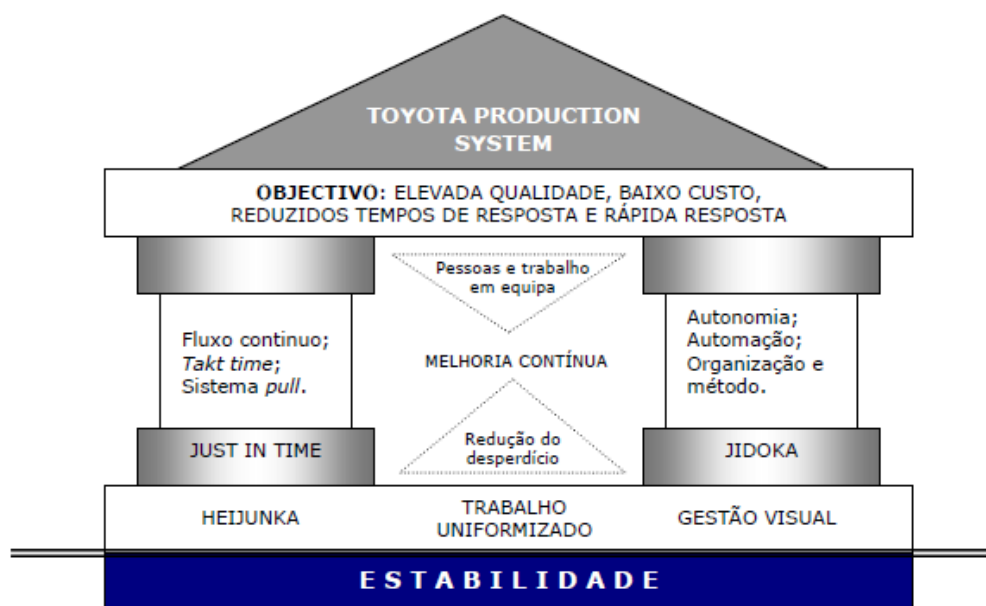 TOYOTA PRODUCTION
SYSTEM
OBJECTIVO: ELEVADA QUALIDADE, BAIXO CUSTO,
REDUZIDOS TEMPOS DE RESPOSTA E RÁPIDA RESPOSTA
Fluxo continuo;
Takt time;
Sistema pull.
JUST IN TIME
Pessoas e trabalho
em equipa
MELHORIA CONTÍNUA
Redução do
desperdício
Autonomia;
Automação;
Organização e
método.
JIDOKA
HEIJUNKA
TRABALHO
UNIFORMIZADO
GESTÃO VISUAL
ESTABILIDADE